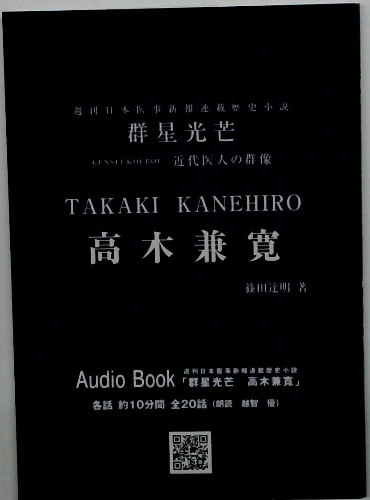 週刊日本医事新報連載歴史小説
群星光芒
GUNSEI KOUBOU 近代医人の群像
TAKAKI KANEHIRO
高木兼寛
篠田達明 著
Audio Book 週刊日本醫事新報連載歴史小説
「群星光芒 高木兼寛」
各話 約10分間 全20話 (朗読 越智 優)